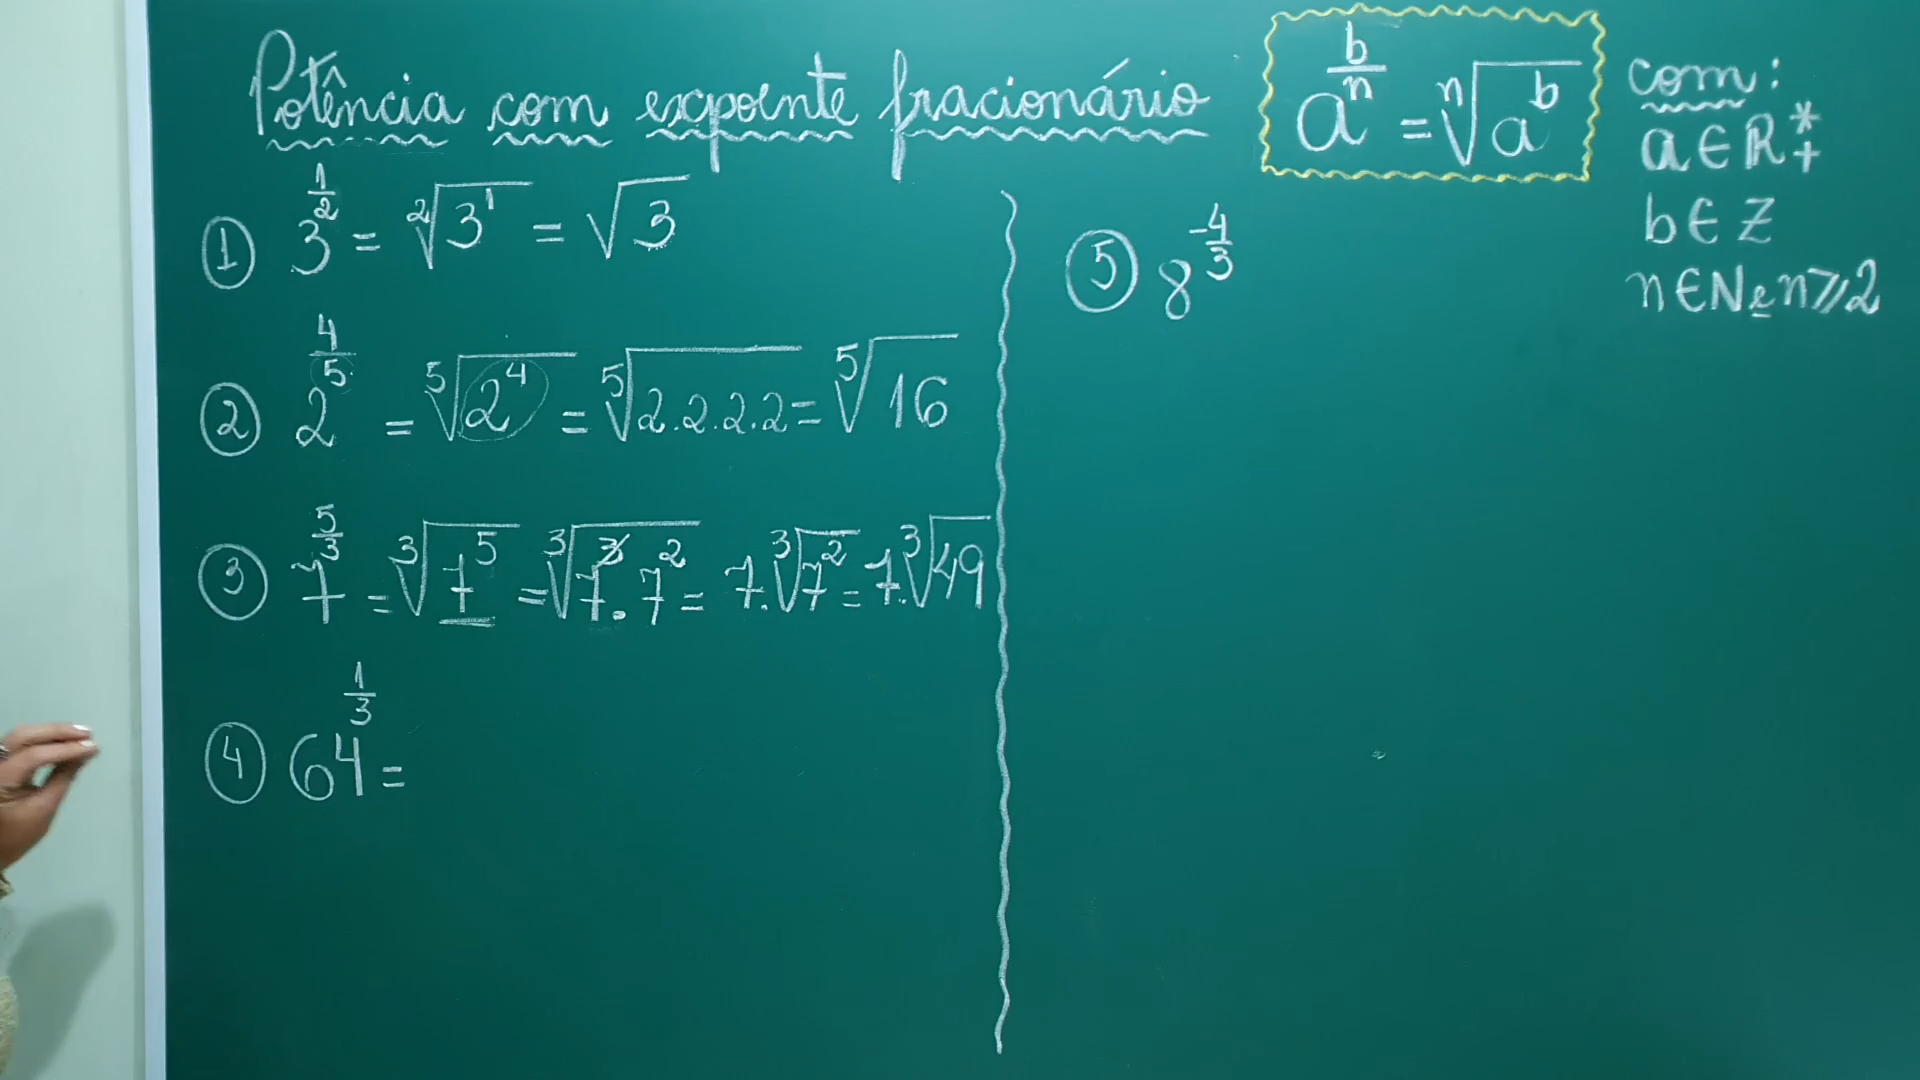 Potência com expoente fracionário
a^(b/n) = ⁿ√(a^b)
com:
a ∈ R*₊
b ∈ Z
n ∈ N e n ⩾ 2
① 3^(1/2) = ²√(3¹) = √3
② 2^(4/5) = ⁵√(2⁴) = ⁵√(2.2.2.2) = ⁵√16
③ 7^(5/3) = ³√(7⁵) = ³√(7³.7²) = 7.³√(7²) = 7.³√49
④ 64^(1/3) =
⑤ 8^(-4/3)